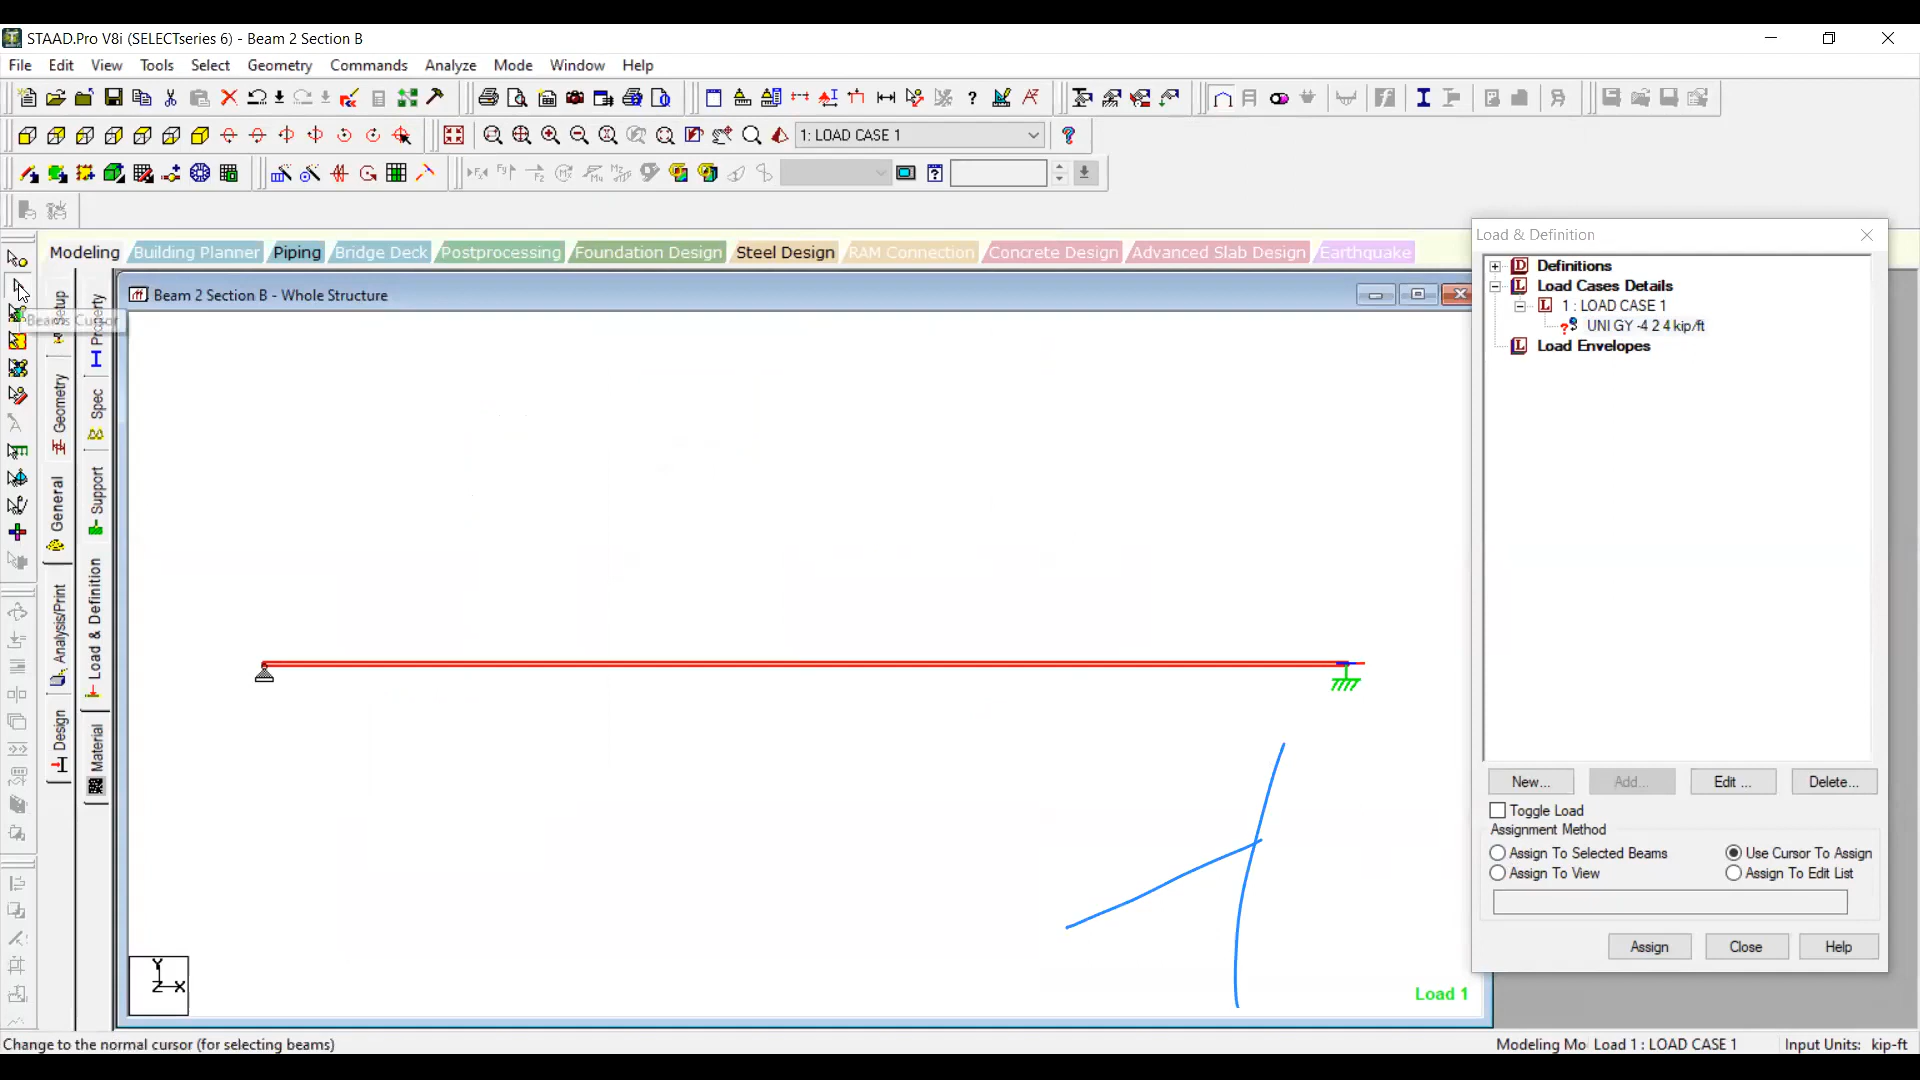 STAAD.Pro V8i (SELECTseries 6) - Beam 2 Section B
File Edit View Tools Select Geometry Commands Analyze Mode Window Help
1: LOAD CASE 1
Modeling Building Planner Piping Bridge Deck Postprocessing Foundation Design Steel Design RAM Connection Concrete Design Advanced Slab Design Earthquake
Beam 2 Section B - Whole Structure
Beams Cursor
Setup
Geometry
General
Analysis/Print
Design
Property
Spec
Support
Load & Definition
Material
Y
Z X
Load 1
Load & Definition
Definitions
Load Cases Details
1 : LOAD CASE 1
UNI GY -4 2 4 kip/ft
Load Envelopes
New... Add... Edit ... Delete...
Toggle Load
Assignment Method
Assign To Selected Beams Use Cursor To Assign
Assign To View Assign To Edit List
Assign Close Help
Change to the normal cursor (for selecting beams) Modeling Mo Load 1 : LOAD CASE 1 Input Units: kip-ft